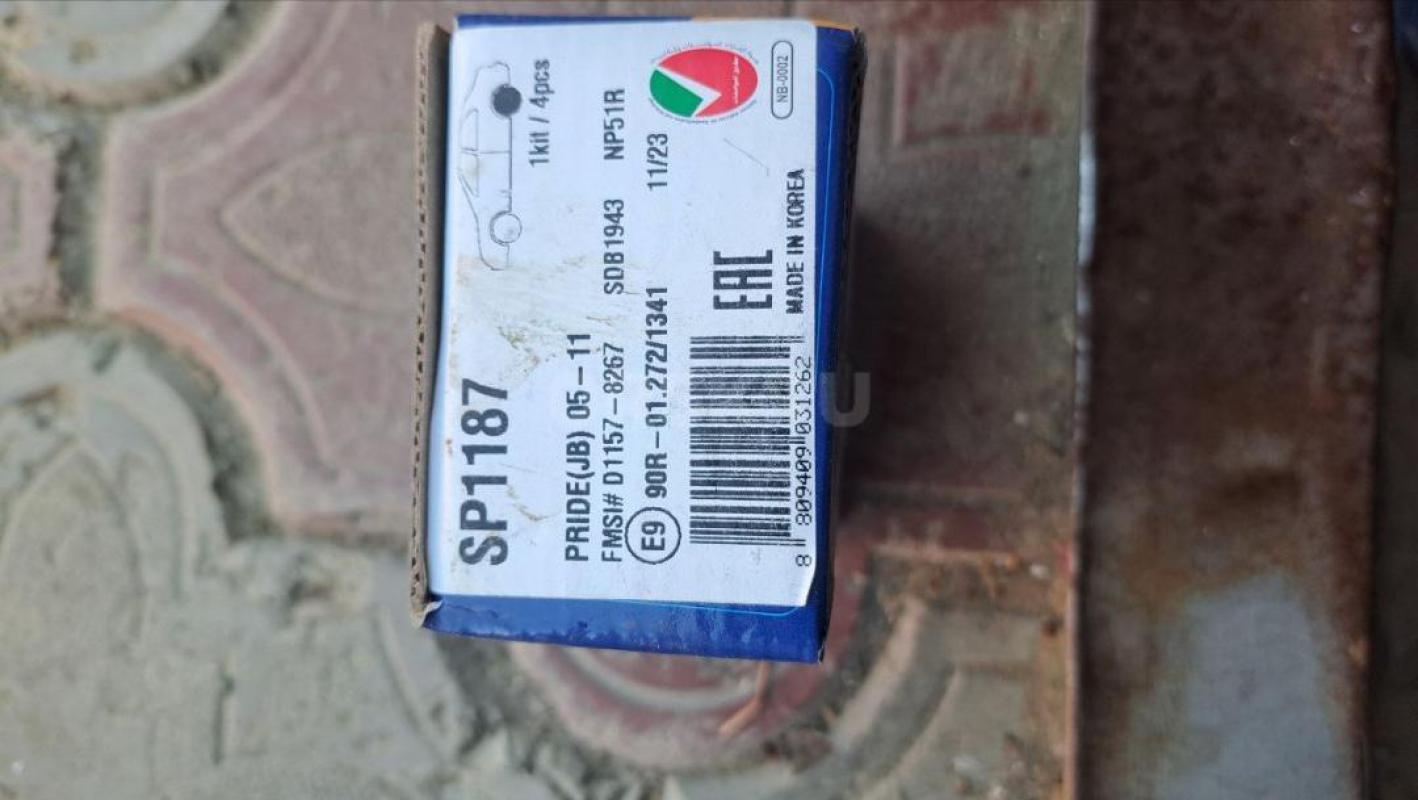 SP1187
1kit / 4pcs
PRIDE(JB) 05-11
FMSI# D1157-8267 SDB1943 NP51R
E9 90R-01.272/1341 11/23
EAC
MADE IN KOREA
8 809409 031262
NB-0002